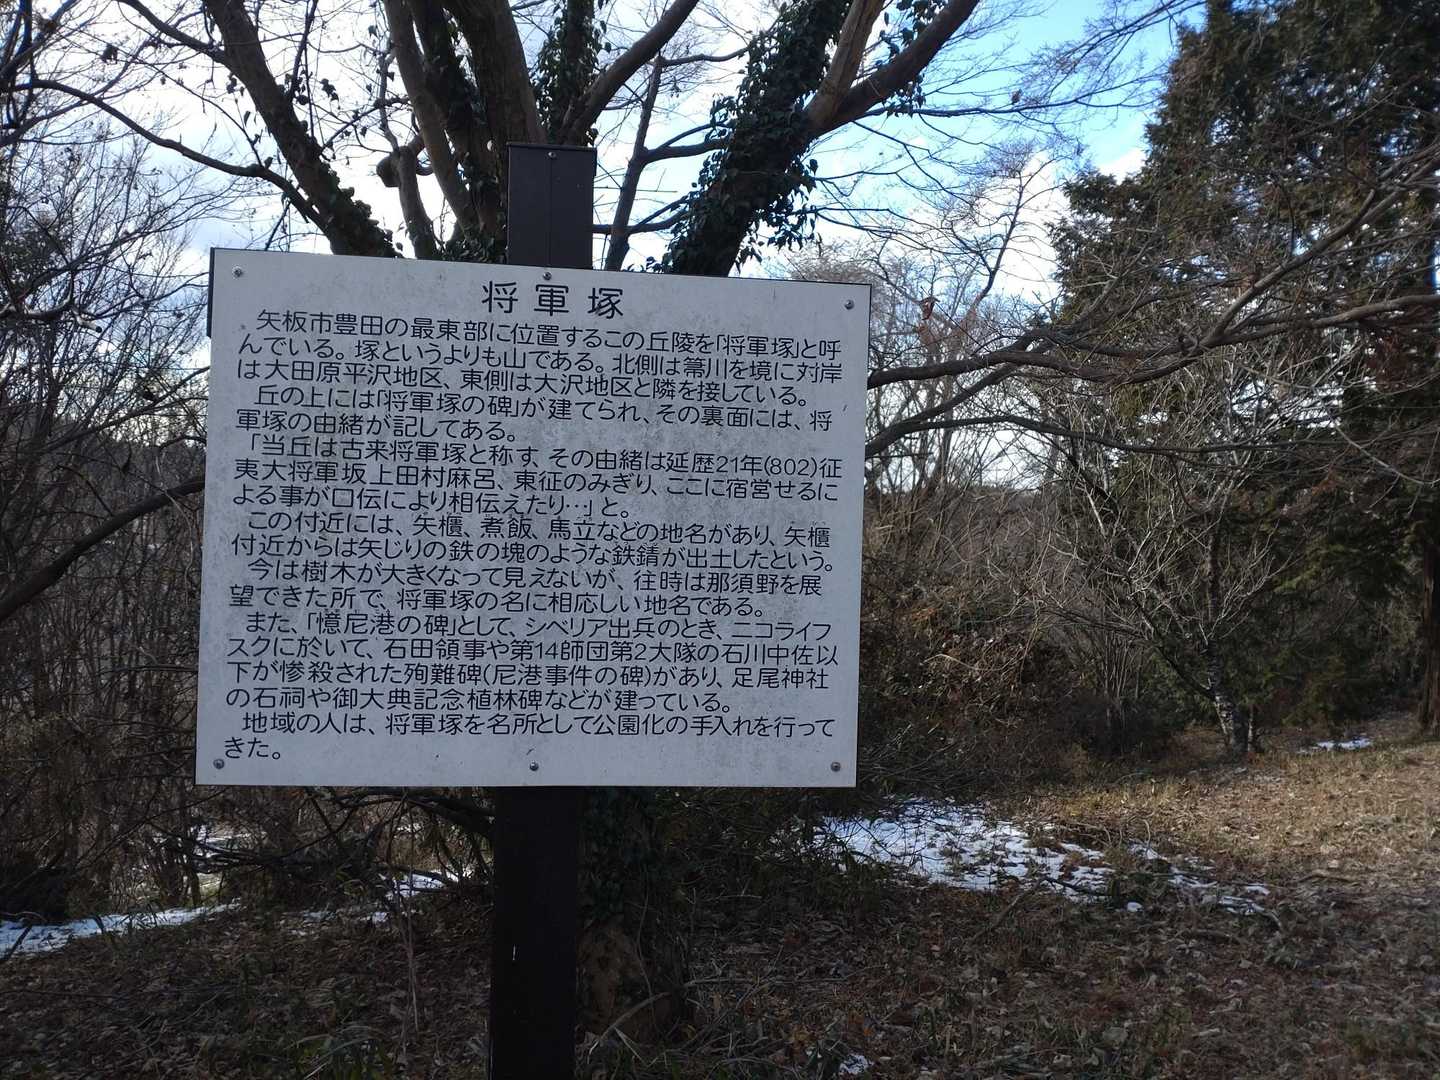 将軍塚
矢板市豊田の最東部に位置するこの丘陵を｢将軍塚｣と呼
んでいる。塚というよりも山である。北側は箒川を境に対岸
は大田原平沢地区、東側は大沢地区と隣を接している。
丘の上には｢将軍塚の碑｣が建てられ、その裏面には、将
軍塚の由緒が記してある。
｢当丘は古来将軍塚と称す、その由緒は延歴21年(802)征
夷大将軍坂上田村麻呂、東征のみぎり、ここに宿営せるに
よる事が口伝により相伝えたり…｣と。
この付近には、矢櫃、煮飯、馬立などの地名があり、矢櫃
付近からは矢じりの鉄の塊のような鉄錆が出土したという。
今は樹木が大きくなって見えないが、往時は那須野を展
望できた所で、将軍塚の名に相応しい地名である。
また、｢憶尼港の碑｣として、シベリア出兵のとき、ニコライフ
スクに於いて、石田領事や第14師団第2大隊の石川中佐以
下が惨殺された殉難碑(尼港事件の碑)があり、足尾神社
の石祠や御大典記念植林碑などが建っている。
地域の人は、将軍塚を名所として公園化の手入れを行って
きた。